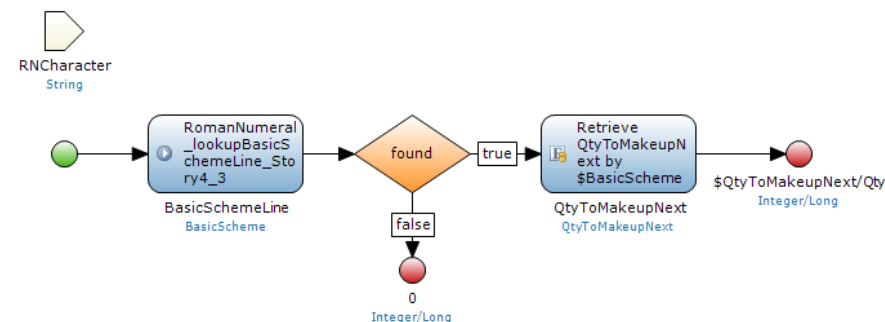 RNCharacter
String
RomanNumeral
_lookupBasicS
chemeLine_Sto
ry4_3
BasicSchemeLine
BasicScheme
found
true
false
0
Integer/Long
Retrieve
QtyToMakeupN
ext by
$BasicScheme
QtyToMakeupNext
QtyToMakeupNext
$QtyToMakeupNext/Qty
Integer/Long